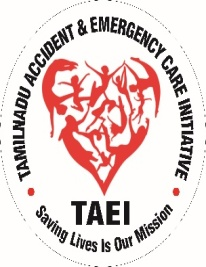 TAMILNADU ACCIDENT & EMERGENCY CARE INITIATIVE
TAEI
Saving Lives Is Our Mission